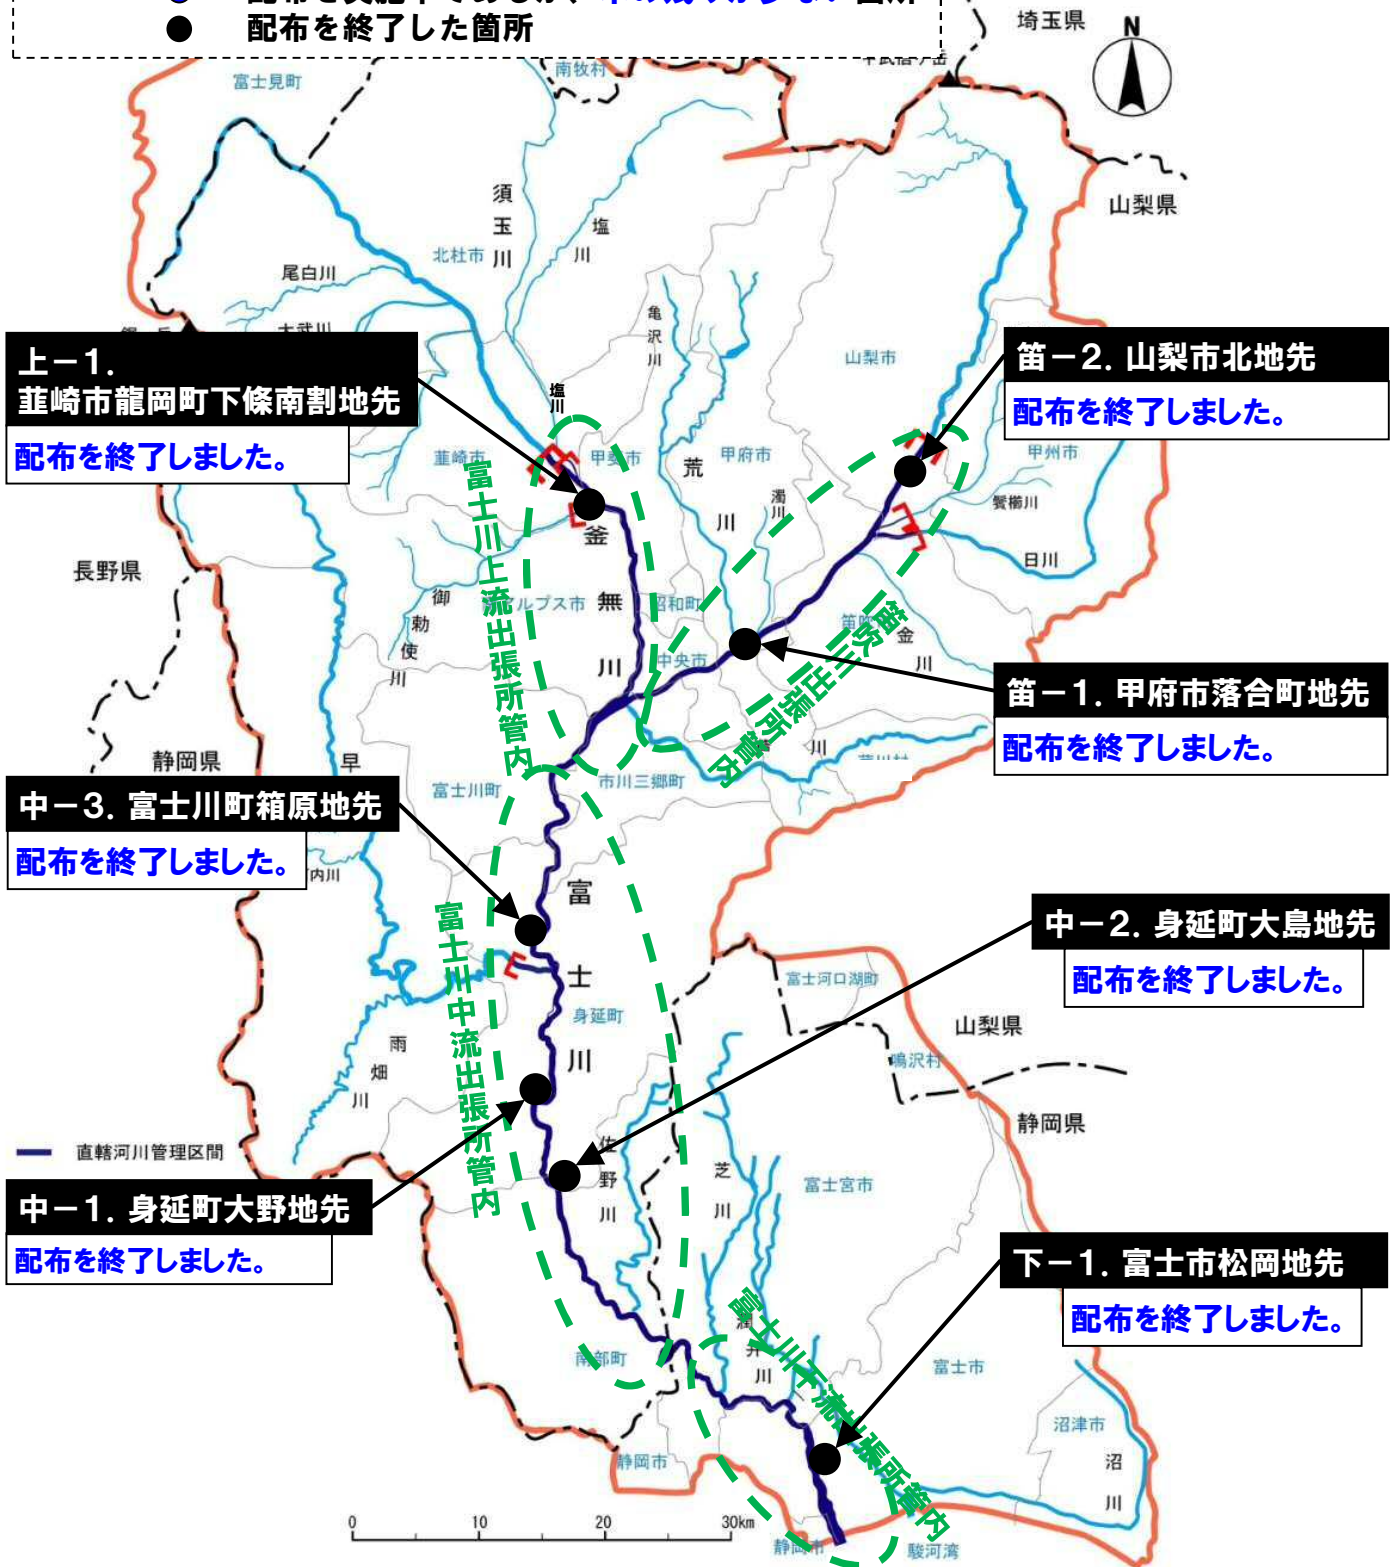 配布を終了した箇所
埼玉県
N
南牧村
富士見町
山梨県
須玉川
塩川
北杜市
尾白川
亀沢川
山梨市
上－1.
韮崎市龍岡町下條南割地先
配布を終了しました。
笛－2. 山梨市北地先
配布を終了しました。
塩川
韮崎市
甲斐市
荒川
甲府市
濁川
甲州市
鬢櫛川
日川
釜無川
長野県
御勅使川
アルプス市
昭和町
中央市
金川
富士川上流出張所管内
笛吹川出張所管内
笛－1. 甲府市落合町地先
配布を終了しました。
静岡県
早
川
市川三郷町
富士川町
中－3. 富士川町箱原地先
配布を終了しました。
内川
富士川
中－2. 身延町大島地先
配布を終了しました。
富士川中流出張所管内
富士河口湖町
身延町
山梨県
鳴沢村
雨畑川
静岡県
直轄河川管理区間
佐野川
芝川
富士宮市
中－1. 身延町大野地先
配布を終了しました。
下－1. 富士市松岡地先
配布を終了しました。
富士川下流出張所管内
潤井川
南部町
富士市
沼津市
沼川
静岡市
0 10 20 30km
静岡市
駿河湾